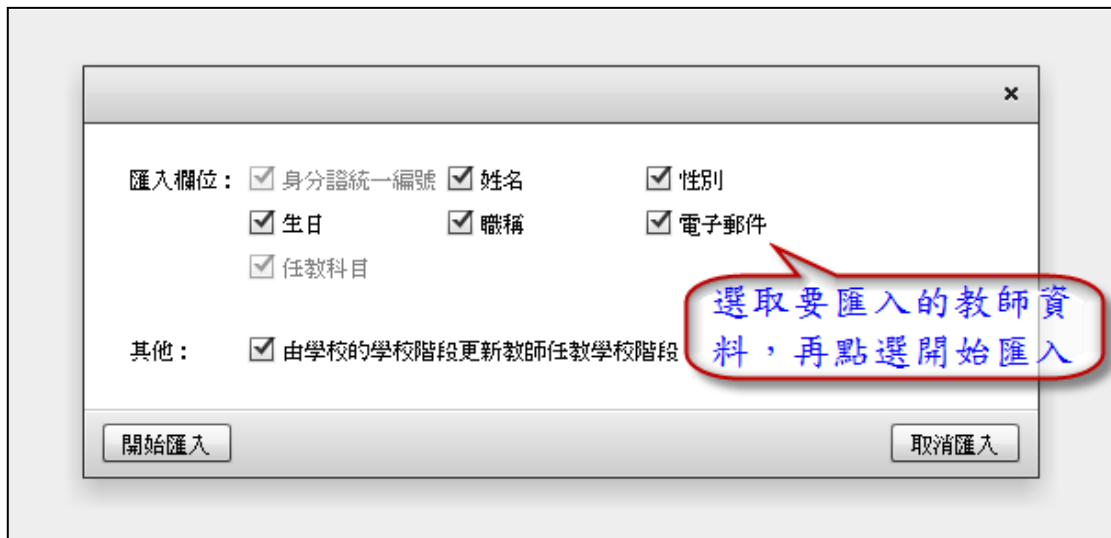 ×
匯入欄位： 身分證統一編號 姓名 性別
生日 職稱 電子郵件
任教科目
選取要匯入的教師資
料，再點選開始匯入
其他： 由學校的學校階段更新教師任教學校階段
開始匯入 取消匯入